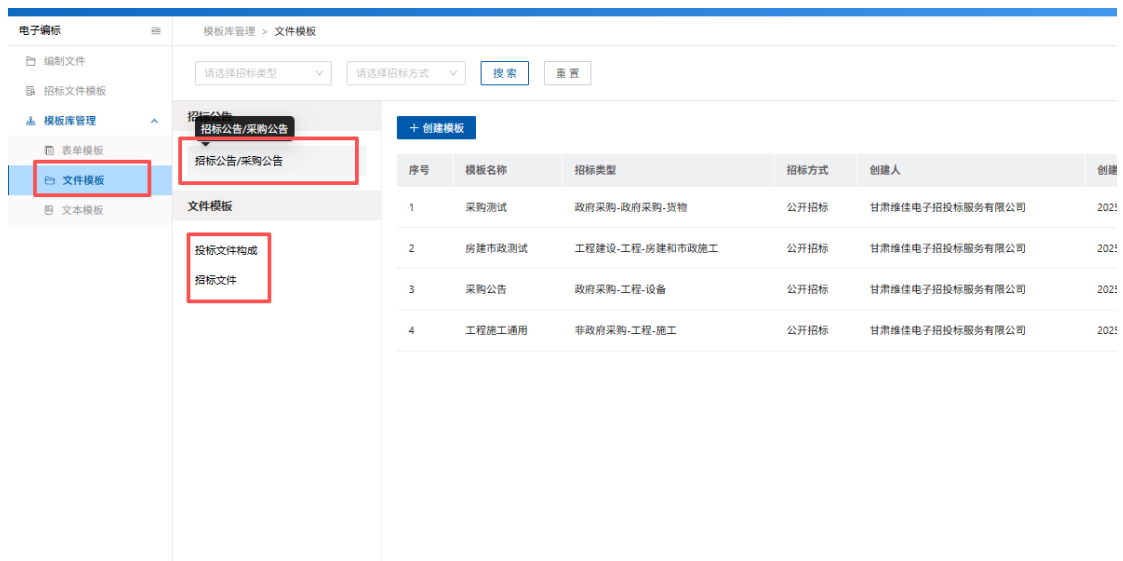 电子编标
模板库管理 > 文件模板
编制文件
招标文件模板
模板库管理
表单模板
文件模板
文本模板
请选择招标类型
请选择招标方式
搜 索
重 置
招标公告
招标公告/采购公告
招标公告/采购公告
文件模板
投标文件构成
招标文件
+ 创建模板
序号 模板名称 招标类型 招标方式 创建人 创建
1 采购测试 政府采购-政府采购-货物 公开招标 甘肃维佳电子招投标服务有限公司 2025
2 房建市政测试 工程建设-工程-房建和市政施工 公开招标 甘肃维佳电子招投标服务有限公司 2025
3 采购公告 政府采购-工程-设备 公开招标 甘肃维佳电子招投标服务有限公司 2025
4 工程施工通用 非政府采购-工程-施工 公开招标 甘肃维佳电子招投标服务有限公司 2025